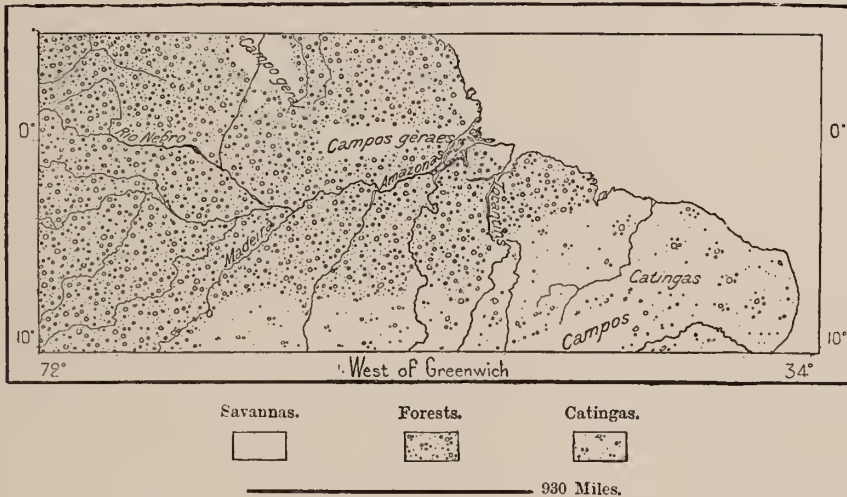 Campo gera
0°
0°
Rio Negro
Campos geraes
Amazonas
Tocantins
Madeira
Catingas
Campos
10°
10°
72°
West of Greenwich
34°
Savannas.
Forests.
Catingas.
930 Miles.